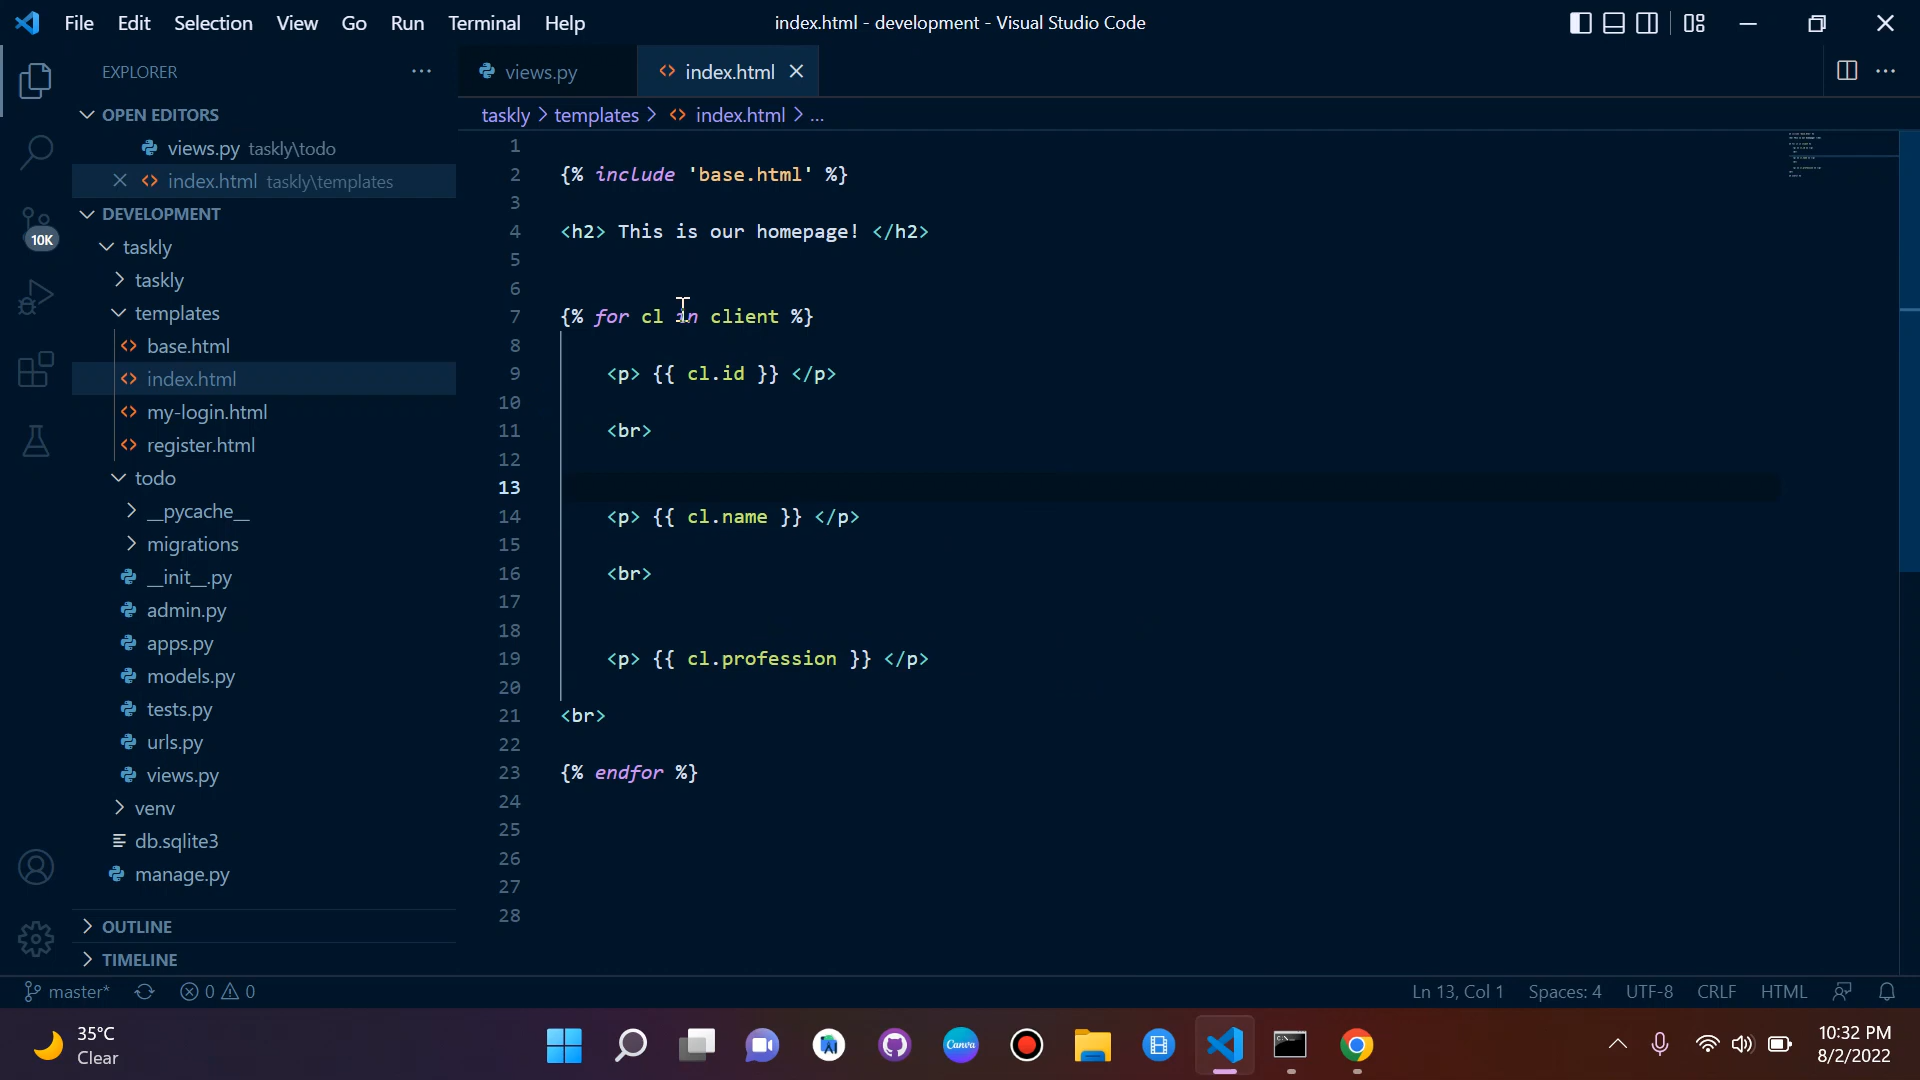 File Edit Selection View Go Run Terminal Help
index.html - development - Visual Studio Code
EXPLORER
OPEN EDITORS
views.py taskly\todo
index.html taskly\templates
10K
DEVELOPMENT
taskly
taskly
templates
base.html
index.html
my-login.html
register.html
todo
__pycache__
migrations
__init__.py
admin.py
apps.py
models.py
tests.py
urls.py
views.py
venv
db.sqlite3
manage.py
OUTLINE
TIMELINE
views.py
index.html
taskly > templates > index.html > ...
1
2 {% include 'base.html' %}
3
4 <h2> This is our homepage! </h2>
5
6
7 {% for cl in client %}
8
9 <p> {{ cl.id }} </p>
10
11 <br>
12
13
14 <p> {{ cl.name }} </p>
15
16 <br>
17
18
19 <p> {{ cl.profession }} </p>
20
21 <br>
22
23 {% endfor %}
24
25
26
27
28
master*
0 0
Ln 13, Col 1
Spaces: 4
UTF-8
CRLF
HTML
35°C
Clear
Canva
10:32 PM
8/2/2022